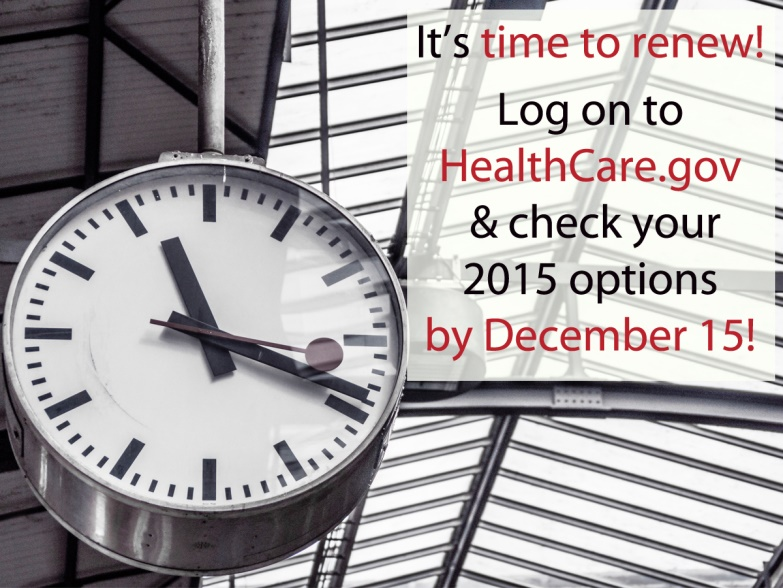 It's time to renew!
Log on to
HealthCare.gov
& check your
2015 options
by December 15!